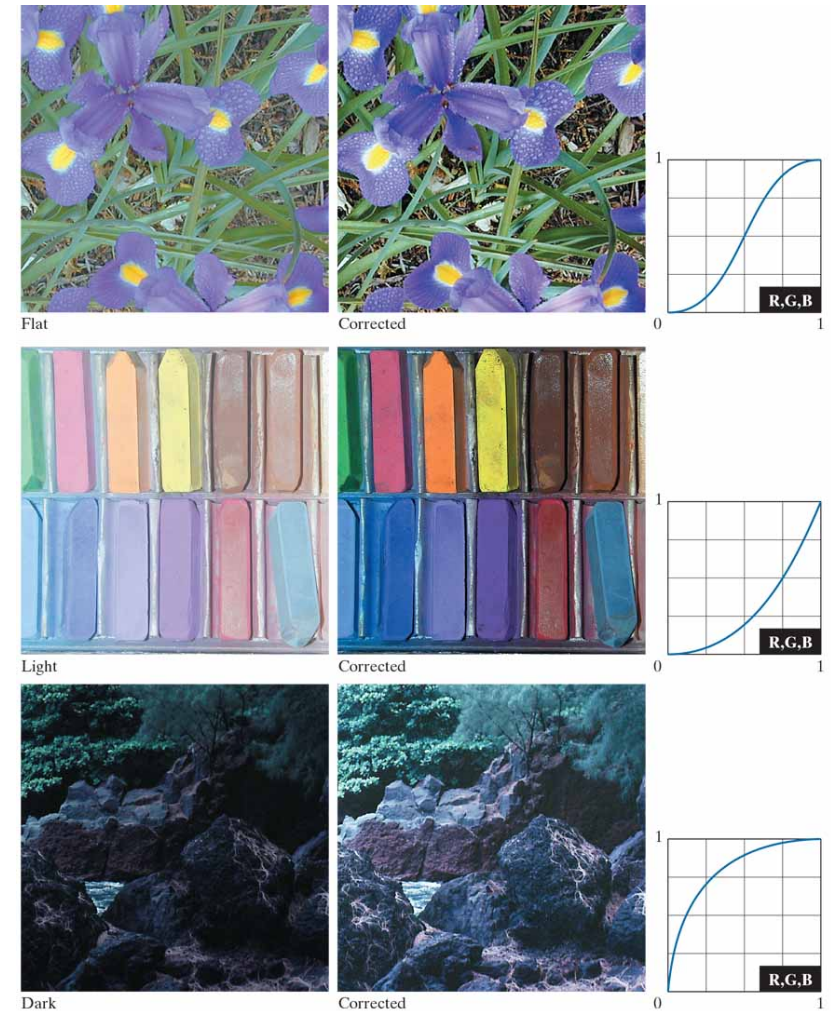 1
R,G,B
Flat Corrected 0 1
1
R,G,B
Light Corrected 0 1
1
R,G,B
Dark Corrected 0 1